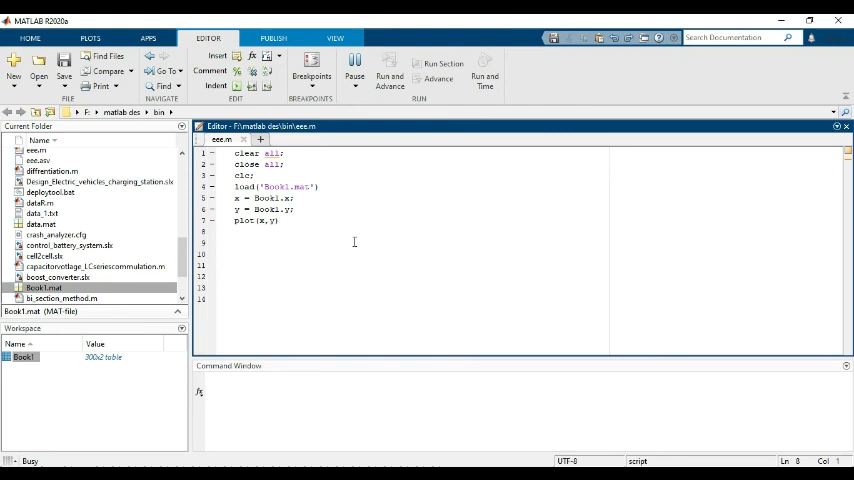 MATLAB R2020a
HOME PLOTS APPS EDITOR PUBLISH VIEW Search Documentation
New Open Save Find Files Compare Print
Go To Find
Insert Comment Indent
Breakpoints Pause Run and Advance Run Section Advance Run and Time
FILE NAVIGATE EDIT BREAKPOINTS RUN
F: matlab des bin
Current Folder
Name
eee.m
eee.asv
diffrentiation.m
Design_Electric_vehicles_charging_station.slx
deploytool.bat
dataR.m
data_1.txt
data.mat
crash_analyzer.cfg
control_battery_system.slx
cell2cell.slx
capacitorvotlage_LCseriescommulation.m
boost_converter.slx
Book1.mat
bi_section_method.m
Book1.mat (MAT-file)
Workspace
Name Value
Book1 300x2 table
Editor - F:\matlab des\bin\eee.m
eee.m
1 clear all;
2 close all;
3 clc;
4 load('Book1.mat')
5 x = Book1.x;
6 y = Book1.y;
7 plot(x,y)
8
9
10
11
12
13
14
Command Window
fx
Busy UTF-8 script Ln 8 Col 1